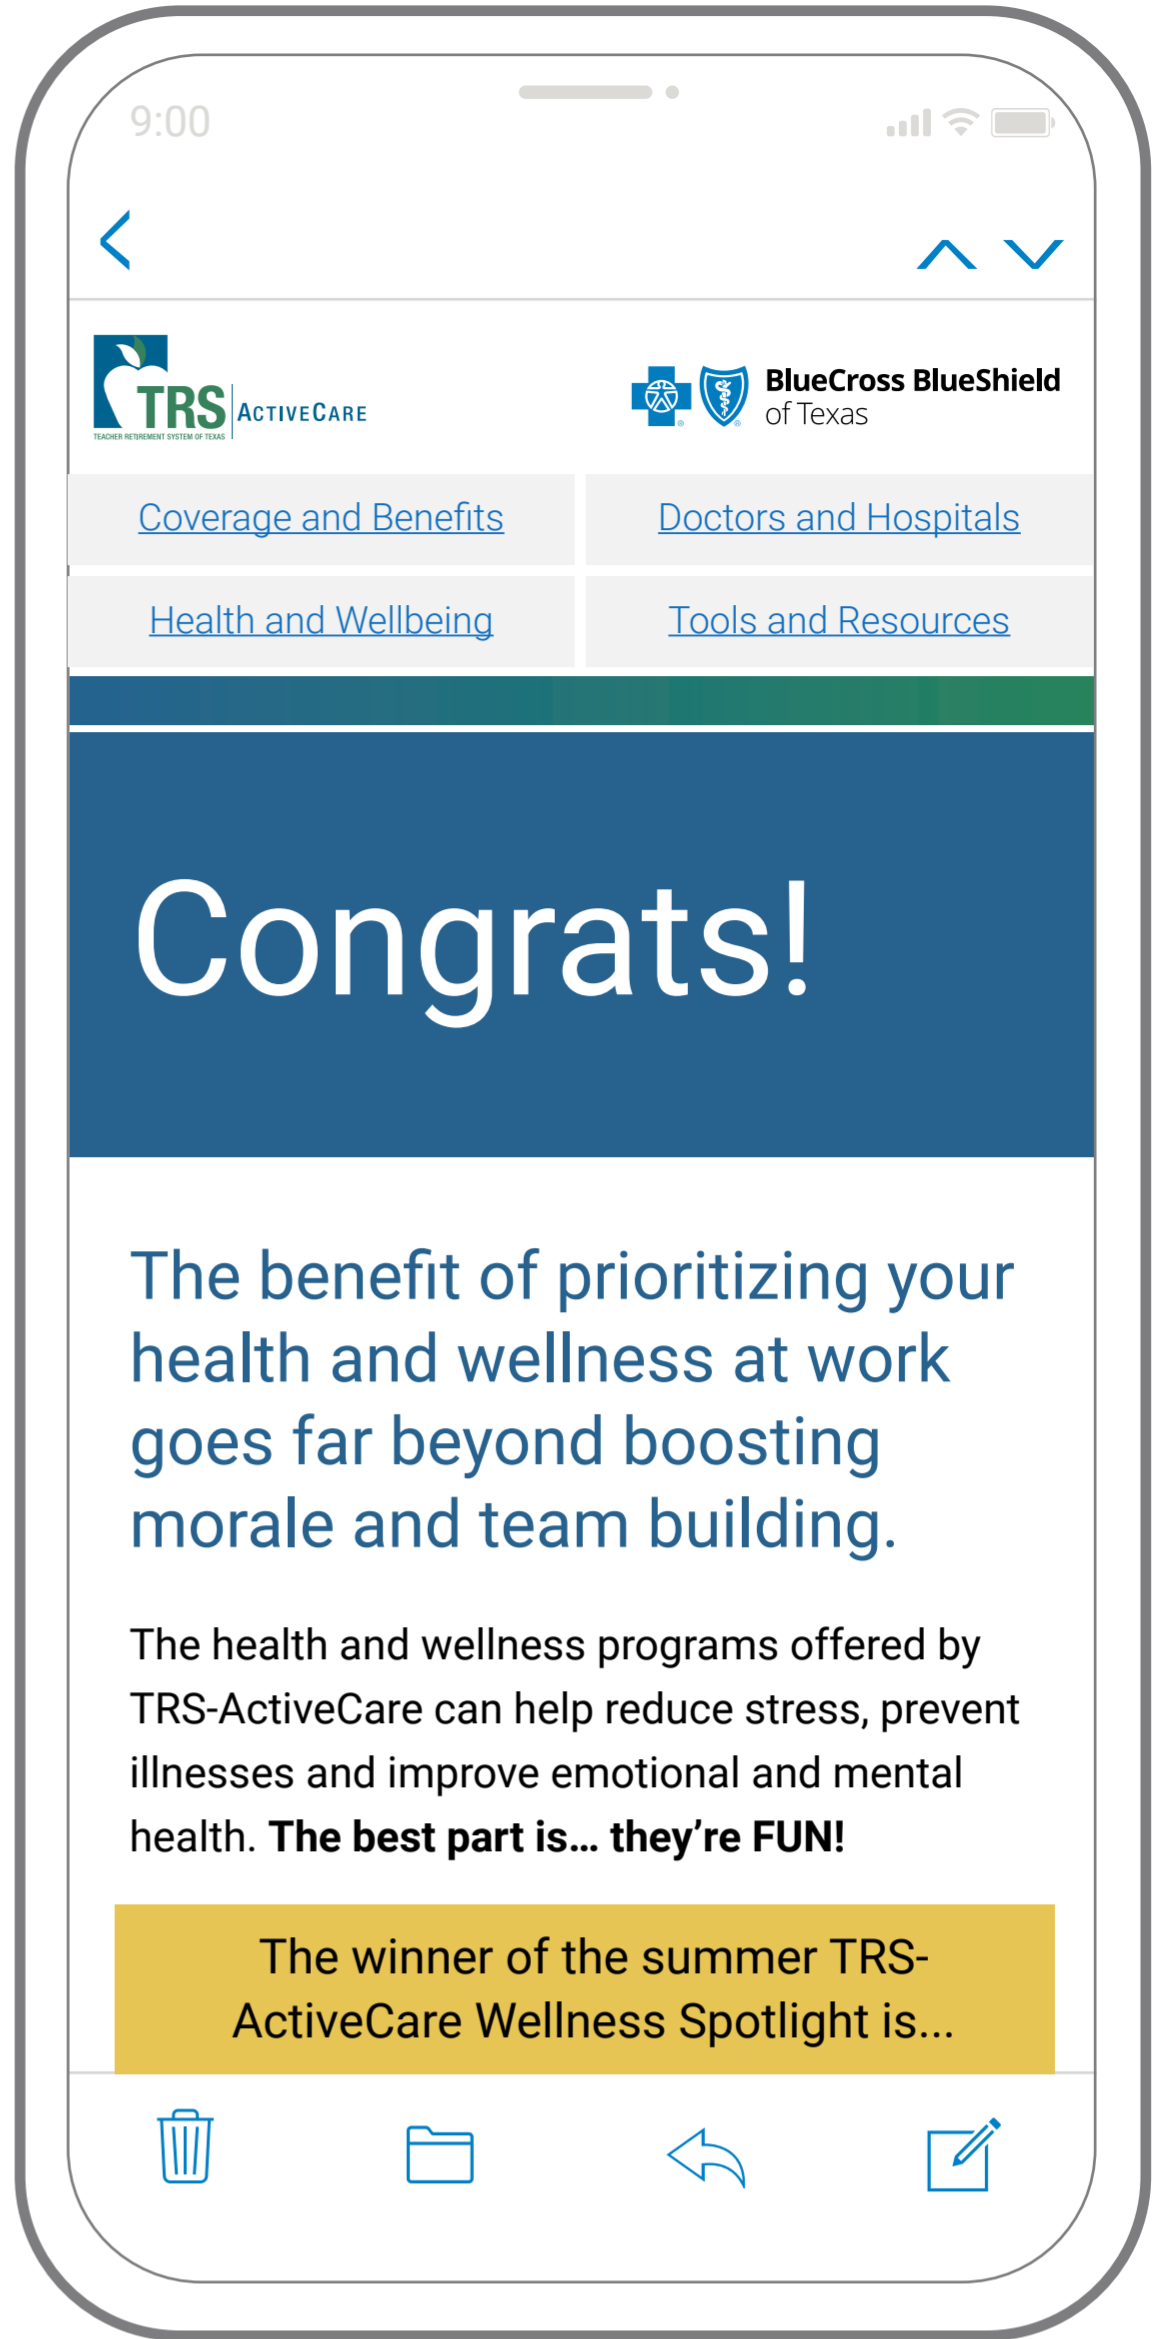 9:00
TRS ACTIVECARE
TEACHER RETIREMENT SYSTEM OF TEXAS
BlueCross BlueShield
of Texas
Coverage and Benefits
Doctors and Hospitals
Health and Wellbeing
Tools and Resources
Congrats!
The benefit of prioritizing your
health and wellness at work
goes far beyond boosting
morale and team building.
The health and wellness programs offered by
TRS-ActiveCare can help reduce stress, prevent
illnesses and improve emotional and mental
health. The best part is... they're FUN!
The winner of the summer TRS-
ActiveCare Wellness Spotlight is...